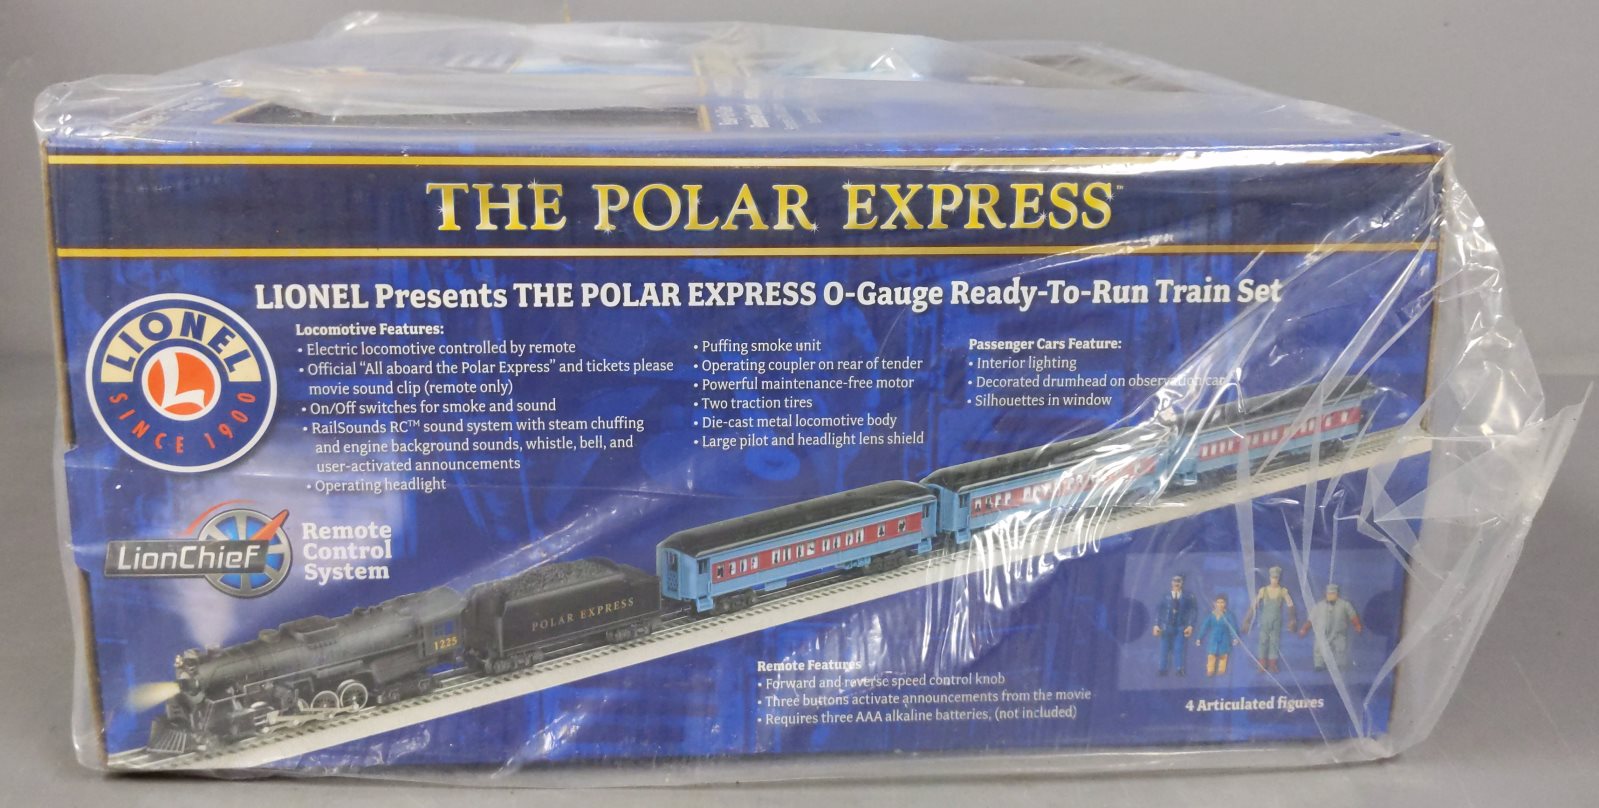 THE POLAR EXPRESS™
LIONEL Presents THE POLAR EXPRESS O-Gauge Ready-To-Run Train Set
LIONEL
L
SINCE 1900
Locomotive Features:
• Electric locomotive controlled by remote
• Official "All aboard the Polar Express" and tickets please
movie sound clip (remote only)
• On/Off switches for smoke and sound
• RailSounds RC™ sound system with steam chuffing
and engine background sounds, whistle, bell, and
user-activated announcements
• Operating headlight
• Puffing smoke unit
• Operating coupler on rear of tender
• Powerful maintenance-free motor
• Two traction tires
• Die-cast metal locomotive body
• Large pilot and headlight lens shield
Passenger Cars Feature:
• Interior lighting
• Decorated drumhead on observation car
• Silhouettes in window
LionChief
Remote
Control
System
POLAR EXPRESS
1225
Remote Features
• Forward and reverse speed control knob
• Three buttons activate announcements from the movie
• Requires three AAA alkaline batteries, (not included)
4 Articulated figures